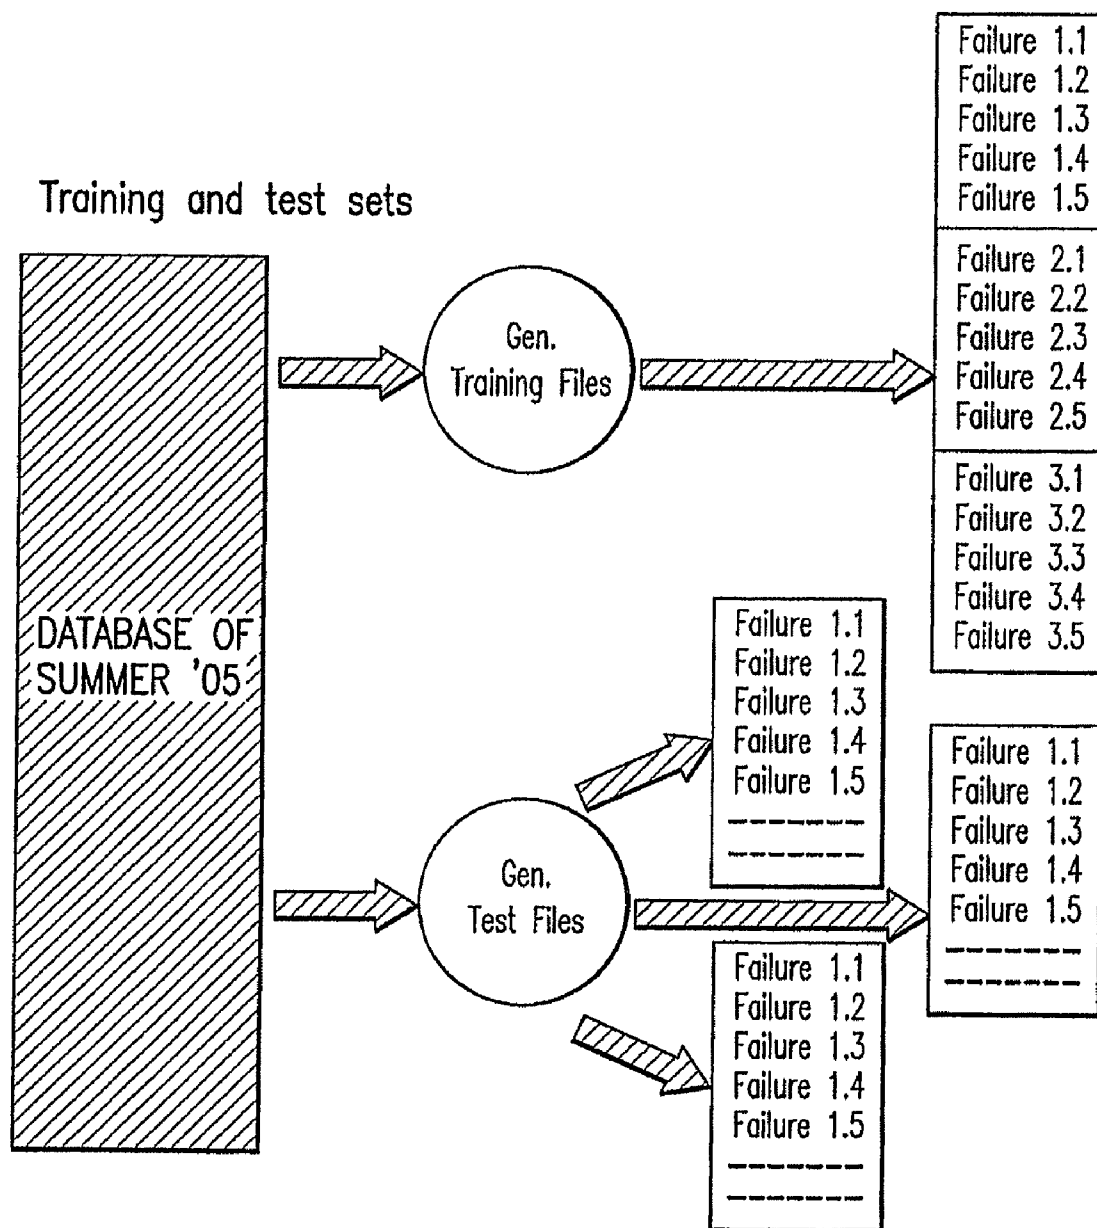 Training and test sets
DATABASE OF
SUMMER '05
Gen.
Training Files
Failure 1.1
Failure 1.2
Failure 1.3
Failure 1.4
Failure 1.5
Failure 2.1
Failure 2.2
Failure 2.3
Failure 2.4
Failure 2.5
Failure 3.1
Failure 3.2
Failure 3.3
Failure 3.4
Failure 3.5
Gen.
Test Files
Failure 1.1
Failure 1.2
Failure 1.3
Failure 1.4
Failure 1.5
Failure 1.1
Failure 1.2
Failure 1.3
Failure 1.4
Failure 1.5
Failure 1.1
Failure 1.2
Failure 1.3
Failure 1.4
Failure 1.5